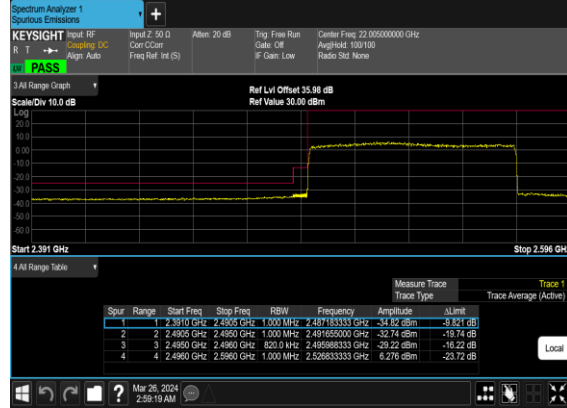 Spectrum Analyzer 1
Spurious Emissions
KEYSIGHT Input: RF Input Z: 50 Ω Atten: 20 dB Trig: Free Run Center Freq: 22.005000000 GHz
R T Coupling: DC Corr CCorr Gate: Off Avg|Hold: 100/100
Align: Auto Freq Ref: Int (S) IF Gain: Low Radio Std: None
LW PASS
3 All Range Graph
Ref Lvl Offset 35.98 dB
Scale/Div 10.0 dB Ref Value 30.00 dBm
Log
20.0
10.0
0.00
-10.0
-20.0
-30.0
-40.0
-50.0
-60.0
Start 2.391 GHz Stop 2.596 GHz
4 All Range Table
Measure Trace Trace 1
Trace Type Trace Average (Active)
Spur Range Start Freq Stop Freq RBW Frequency Amplitude ΔLimit
1 1 2.3910 GHz 2.4905 GHz 1.000 MHz 2.487183333 GHz -34.82 dBm -9.821 dB
2 2 2.4905 GHz 2.4950 GHz 1.000 MHz 2.491655000 GHz -32.74 dBm -19.74 dB
3 3 2.4950 GHz 2.4960 GHz 820.0 kHz 2.495988333 GHz -29.22 dBm -16.22 dB
4 4 2.4960 GHz 2.5960 GHz 1.000 MHz 2.526833333 GHz 6.276 dBm -23.72 dB
Local
Mar 26, 2024
2:59:19 AM